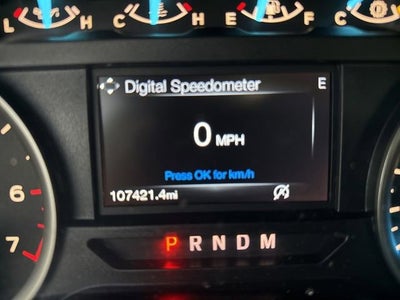 L H C H E F C
Digital Speedometer E
0 MPH
Press OK for km/h
107421.4mi
6
7
P R N D M